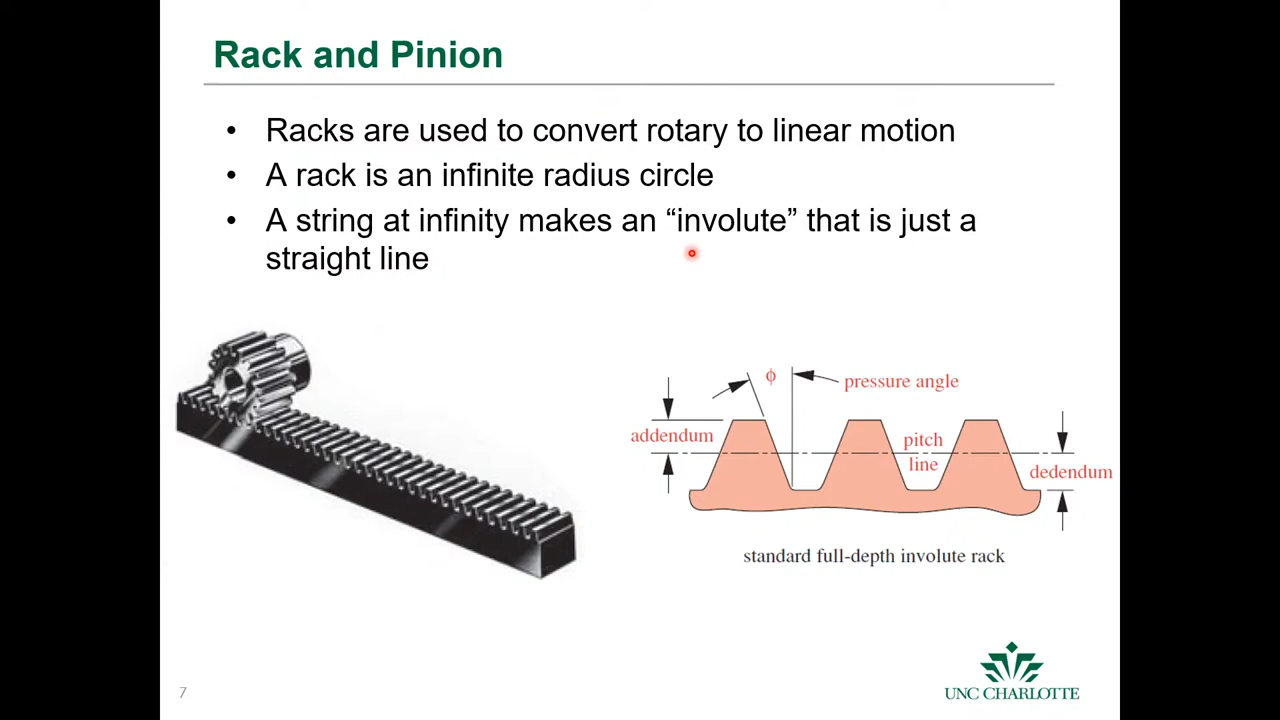 Rack and Pinion
• Racks are used to convert rotary to linear motion
• A rack is an infinite radius circle
• A string at infinity makes an “involute” that is just a
straight line
ϕ
pressure angle
addendum
pitch
line
dedendum
standard full-depth involute rack
7
UNC CHARLOTTE